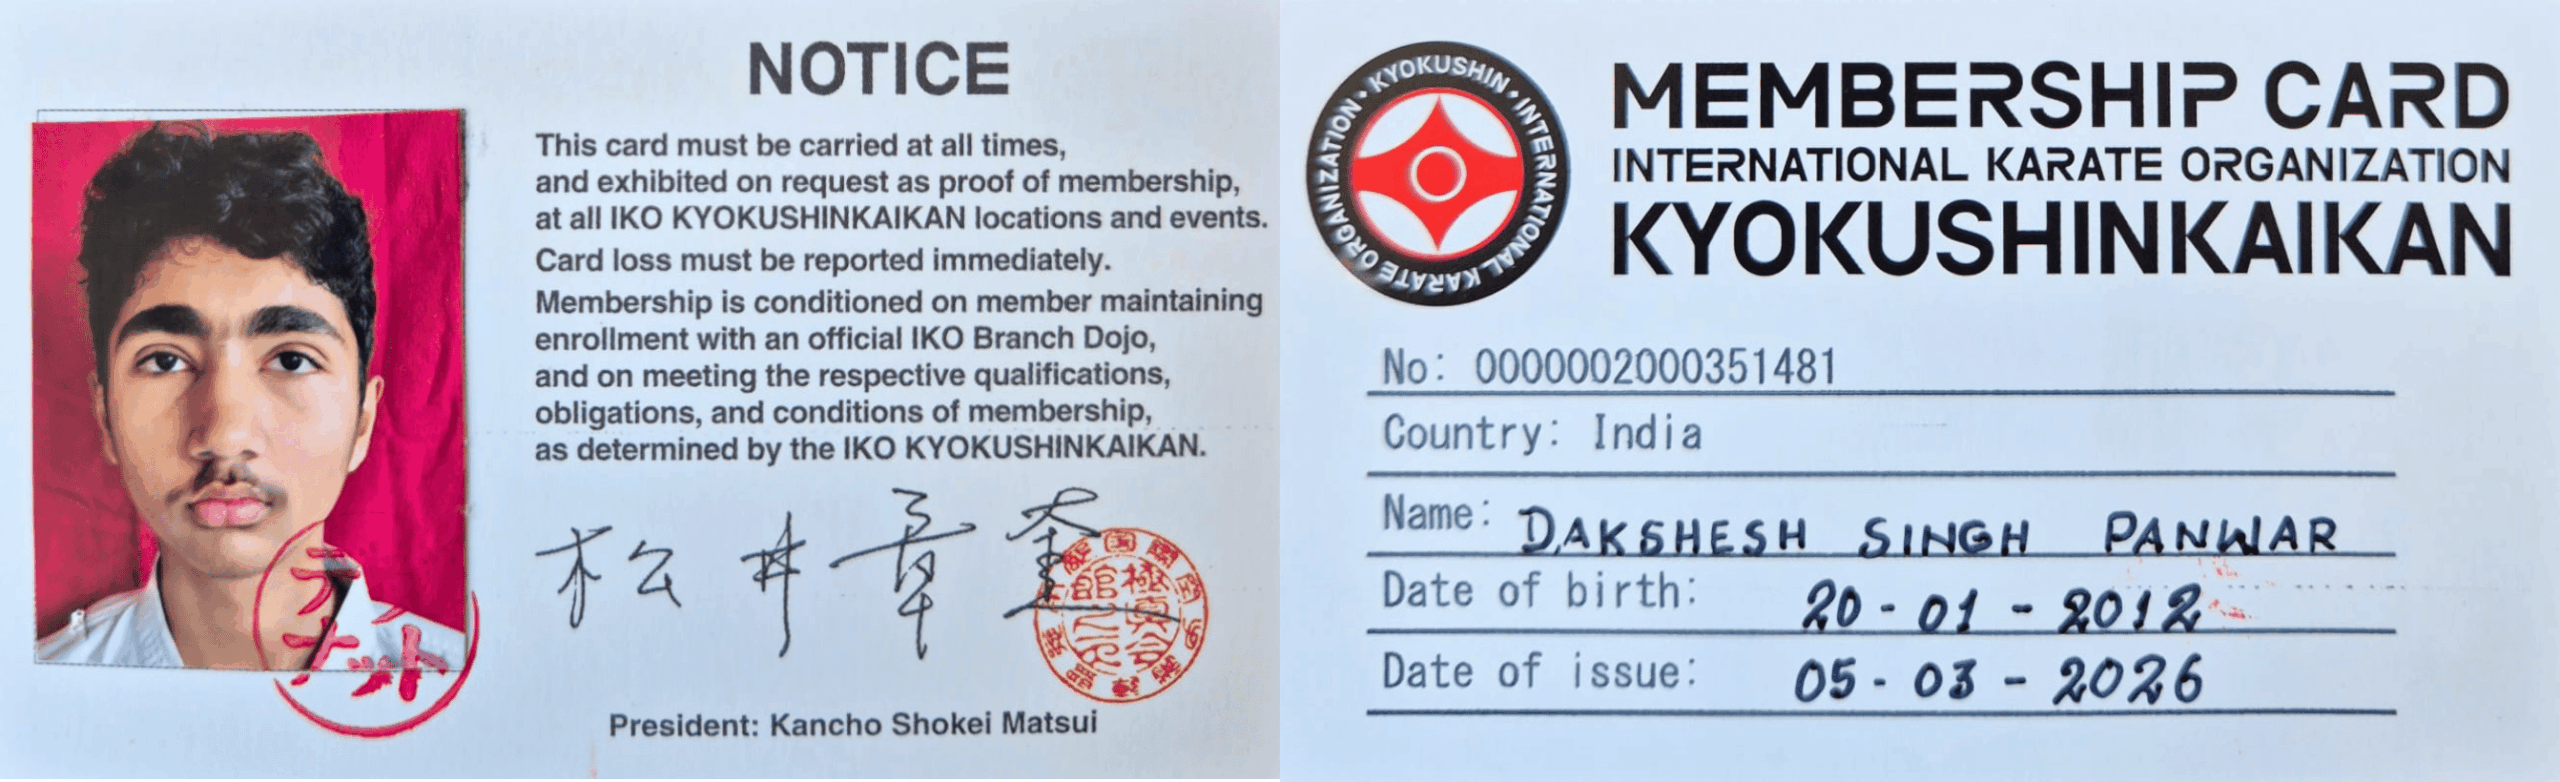 NOTICE
This card must be carried at all times,
and exhibited on request as proof of membership,
at all IKO KYOKUSHINKAIKAN locations and events.
Card loss must be reported immediately.
Membership is conditioned on member maintaining
enrollment with an official IKO Branch Dojo,
and on meeting the respective qualifications,
obligations, and conditions of membership,
as determined by the IKO KYOKUSHINKAIKAN.
松井章奎
President: Kancho Shokei Matsui
KYOKUSHIN • INTERNATIONAL KARATE ORGANIZATION •
MEMBERSHIP CARD
INTERNATIONAL KARATE ORGANIZATION
KYOKUSHINKAIKAN
No: 0000002000351481
Country: India
Name: DAKSHESH SINGH PANWAR
Date of birth: 20-01-2012
Date of issue: 05-03-2026